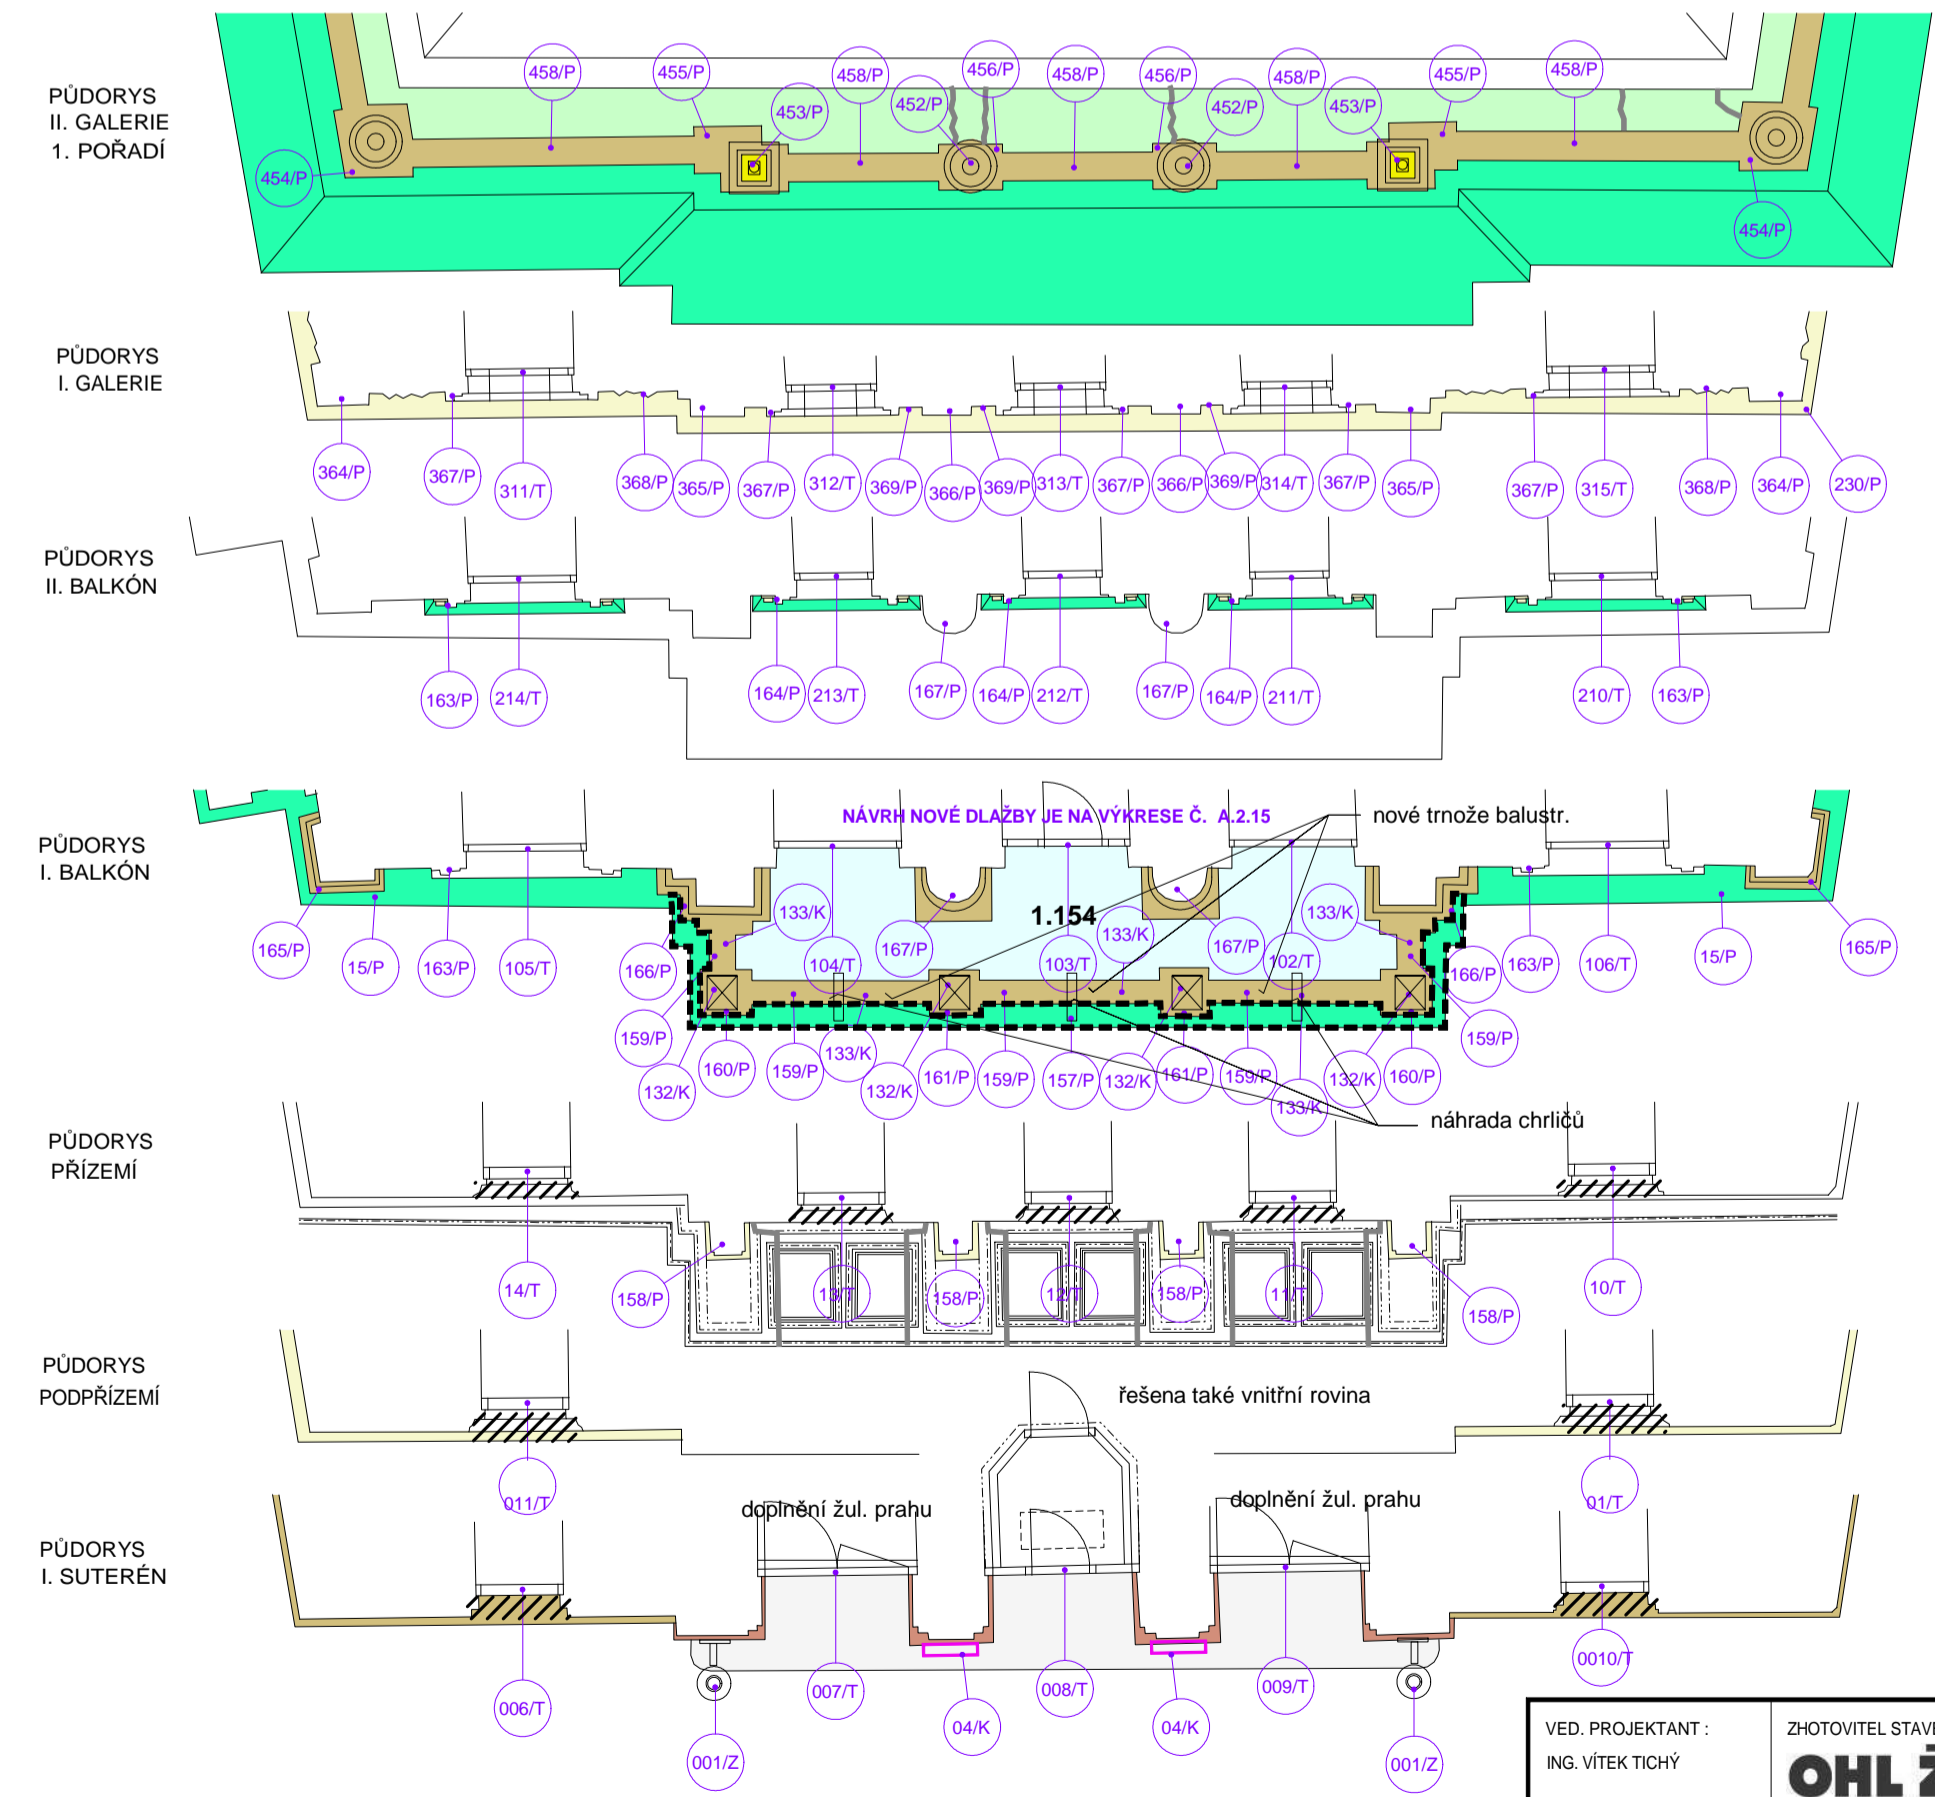 PŮDORYS
II. GALERIE
1. POŘADÍ
458/P
455/P
458/P
456/P
458/P
456/P
458/P
455/P
458/P
453/P
452/P
452/P
453/P
454/P
454/P
PŮDORYS
I. GALERIE
364/P
367/P
311/T
368/P
365/P
367/P
312/T
369/P
366/P
369/P
313/T
367/P
366/P
369/P
314/T
367/P
365/P
367/P
315/T
368/P
364/P
230/P
PŮDORYS
II. BALKÓN
163/P
214/T
164/P
213/T
167/P
164/P
212/T
167/P
164/P
211/T
210/T
163/P
PŮDORYS
I. BALKÓN
NÁVRH NOVÉ DLAŽBY JE NA VÝKRESE Č. A.2.15
nové trnože balustr.
1.154
133/K
133/K
133/K
165/P
15/P
163/P
105/T
166/P
104/T
167/P
103/T
167/P
102/T
166/P
163/P
106/T
15/P
165/P
159/P
132/K
160/P
159/P
133/K
132/K
161/P
159/P
157/P
132/K
161/P
159/P
133/K
132/K
160/P
159/P
náhrada chrličů
PŮDORYS
PŘÍZEMÍ
14/T
158/P
13/T
158/P
12/T
158/P
11/T
158/P
10/T
PŮDORYS
PODPŘÍZEMÍ
řešena také vnitřní rovina
011/T
01/T
doplnění žul. prahu
doplnění žul. prahu
PŮDORYS
I. SUTERÉN
006/T
001/Z
007/T
04/K
008/T
04/K
009/T
001/Z
0010/T
VED. PROJEKTANT :
ING. VÍTEK TICHÝ
ZHOTOVITEL STAVE
OHL Ž